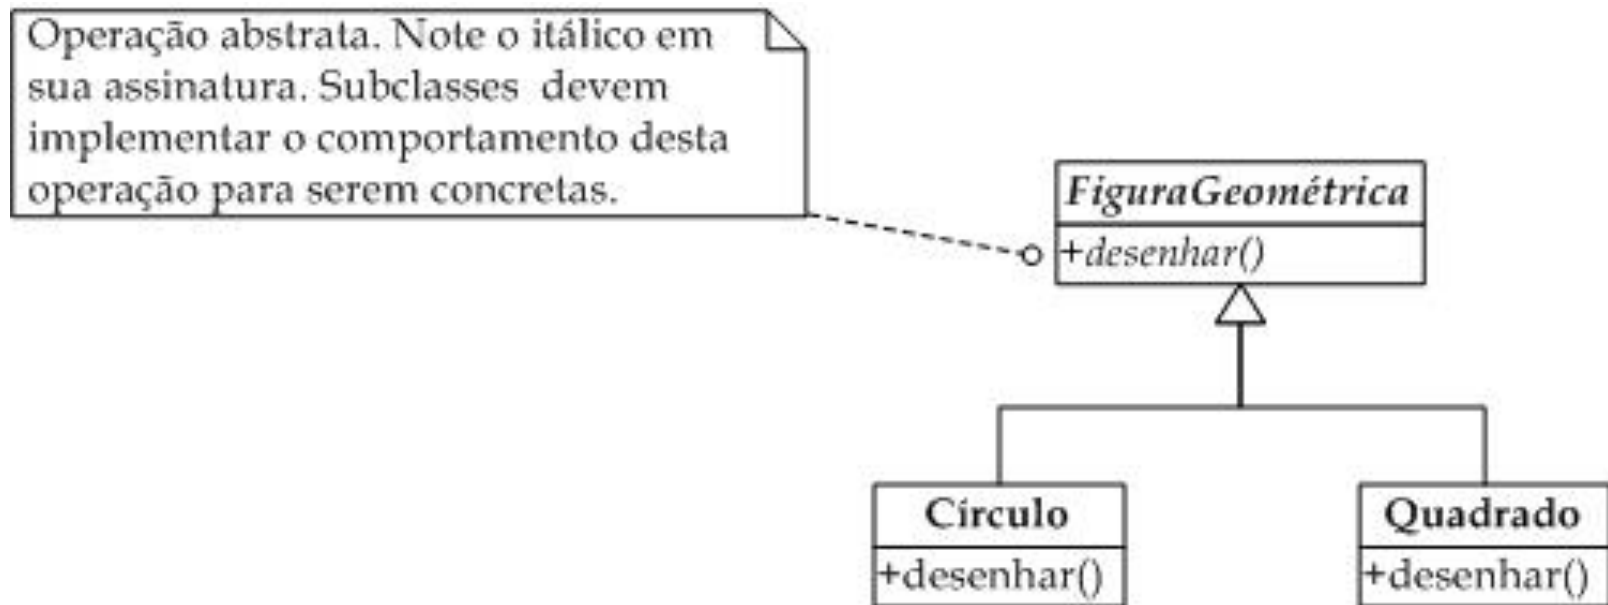 Operação abstrata. Note o itálico em
sua assinatura. Subclasses devem
implementar o comportamento desta
operação para serem concretas.
FiguraGeométrica
+desenhar()
Círculo
+desenhar()
Quadrado
+desenhar()